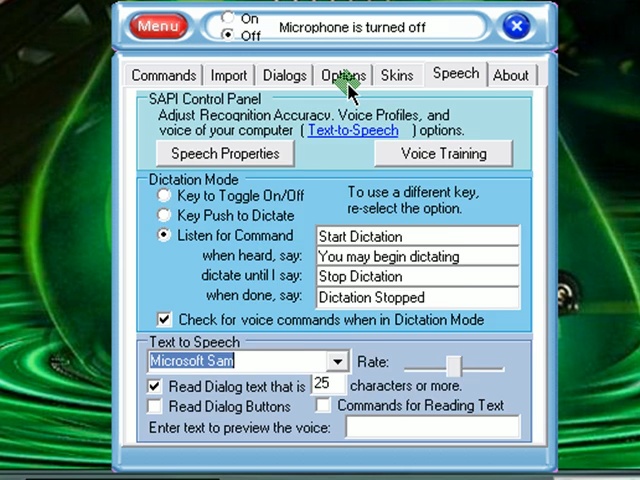 Menu
On
Off
Microphone is turned off
Commands Import Dialogs Options Skins Speech About
SAPI Control Panel
Adjust Recognition Accuracy, Voice Profiles, and
voice of your computer ( Text-to-Speech ) options.
Speech Properties Voice Training
Dictation Mode
Key to Toggle On/Off
Key Push to Dictate
To use a different key,
re-select the option.
Listen for Command Start Dictation
when heard, say: You may begin dictating
dictate until I say: Stop Dictation
when done, say: Dictation Stopped
Check for voice commands when in Dictation Mode
Text to Speech
Microsoft Sam Rate:
Read Dialog text that is 25 characters or more.
Read Dialog Buttons Commands for Reading Text
Enter text to preview the voice: